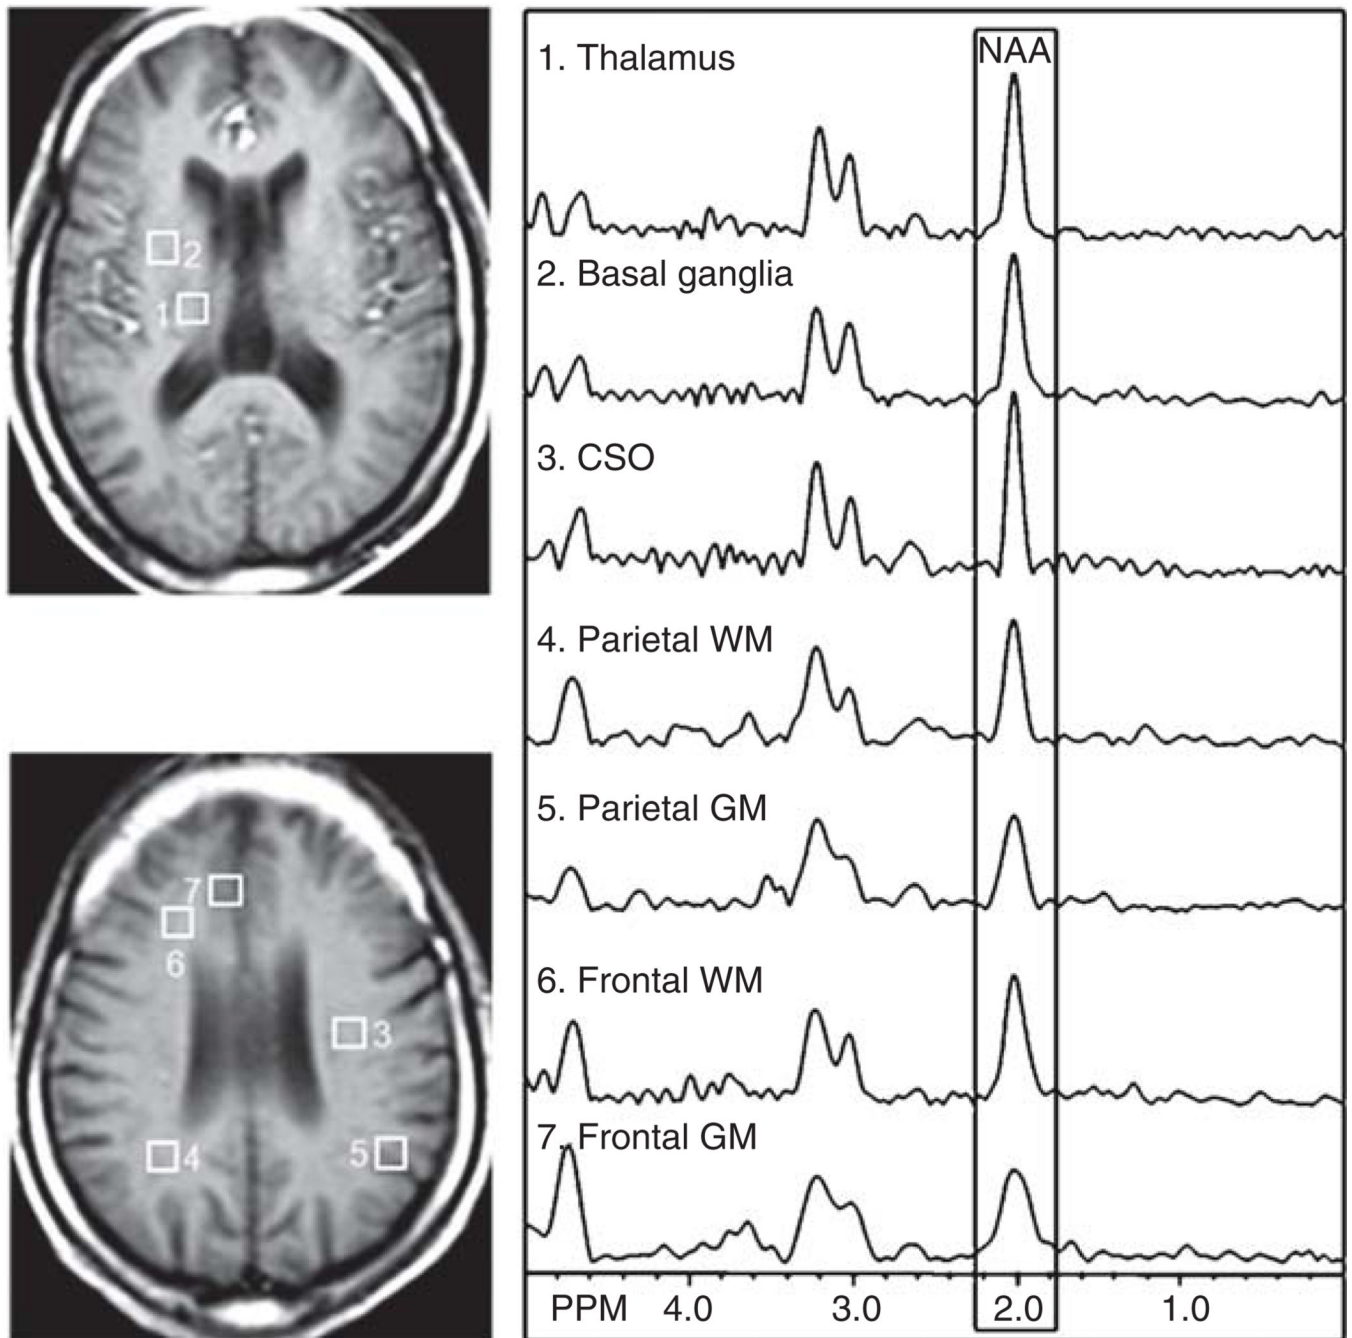 2
1
7
6
3
4
5
1. Thalamus
NAA
2. Basal ganglia
3. CSO
4. Parietal WM
5. Parietal GM
6. Frontal WM
7. Frontal GM
PPM 4.0 3.0 2.0 1.0